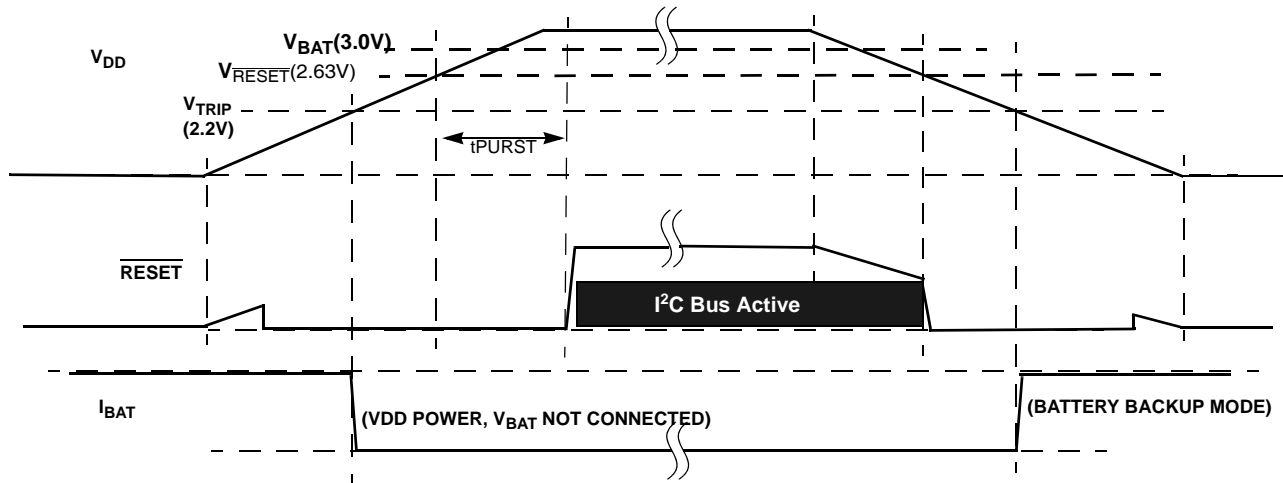 VBAT(3.0V)
VDD
VRESET(2.63V)
VTRIP
(2.2V)
tPURST
RESET
I2C Bus Active
IBAT
(VDD POWER, VBAT NOT CONNECTED)
(BATTERY BACKUP MODE)